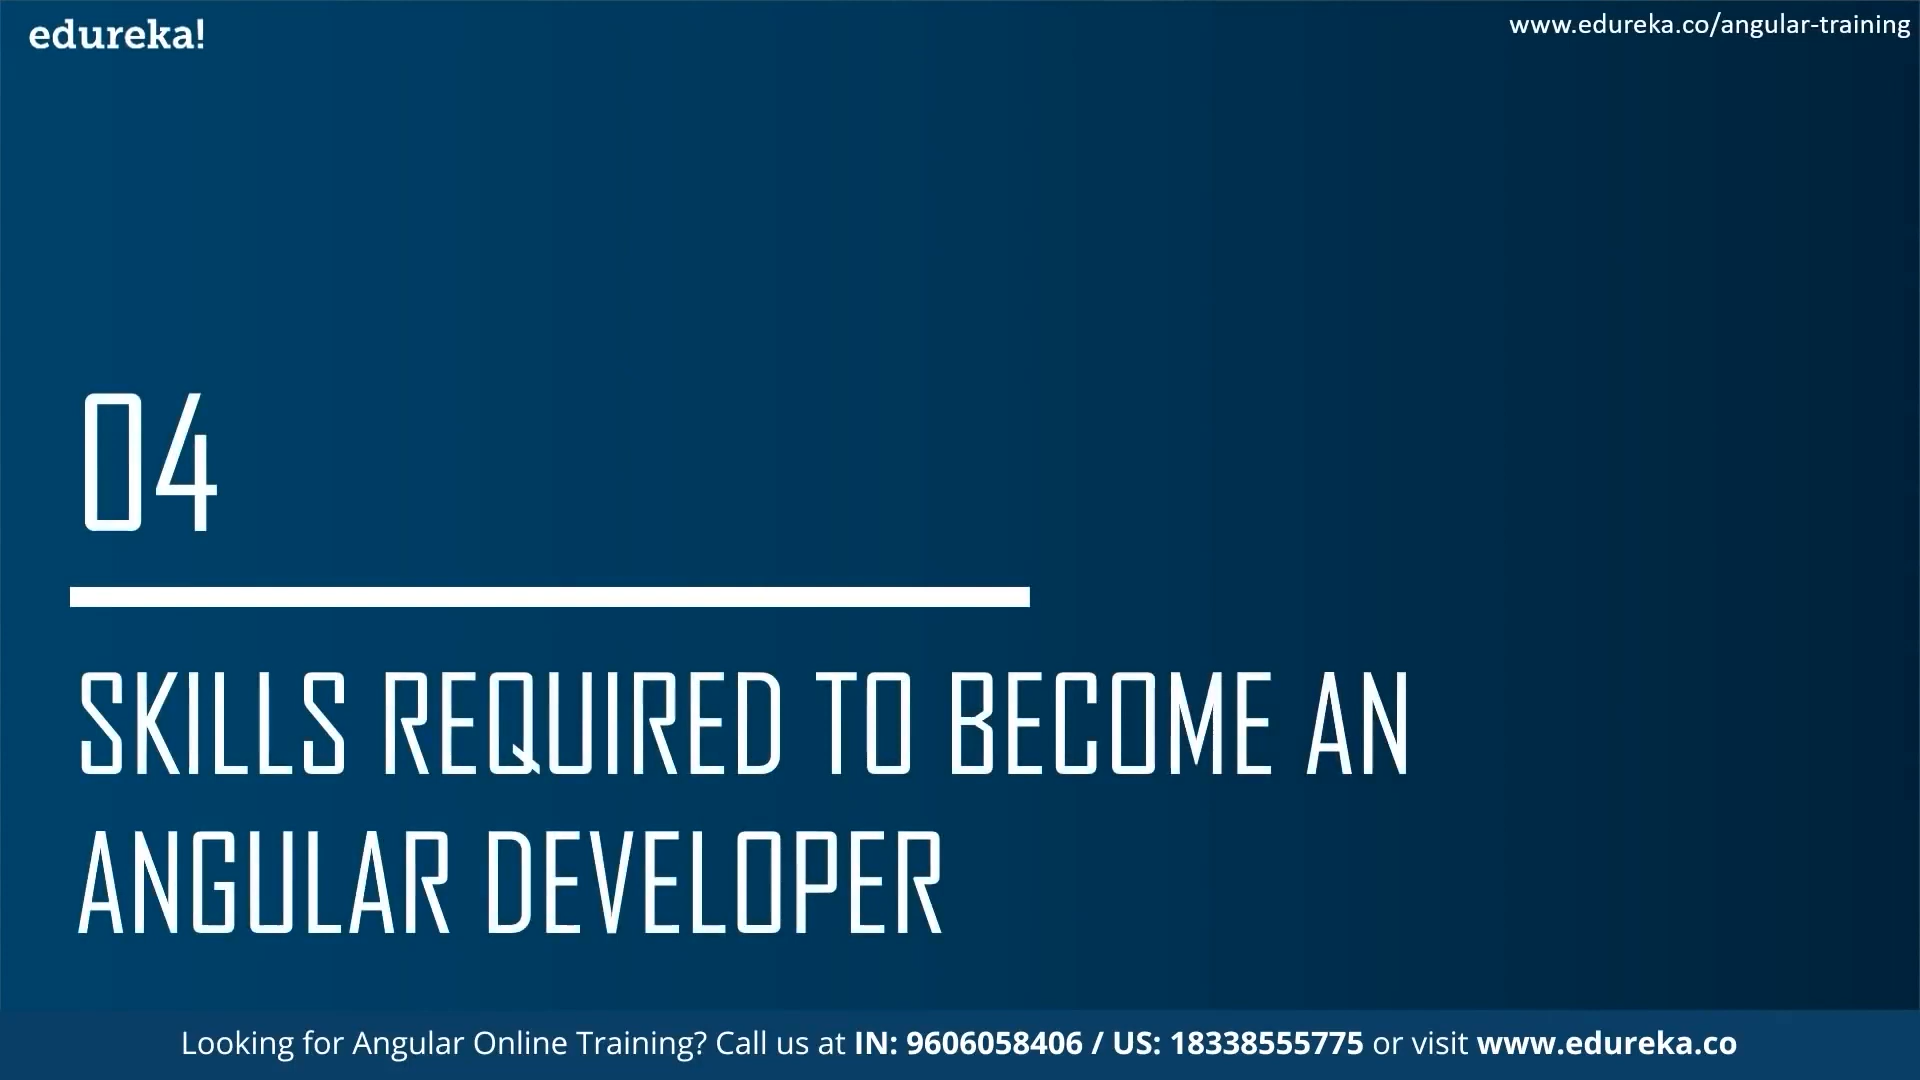 edureka!
www.edureka.co/angular-training
04
SKILLS REQUIRED TO BECOME AN
ANGULAR DEVELOPER
Looking for Angular Online Training? Call us at IN: 9606058406 / US: 18338555775 or visit www.edureka.co